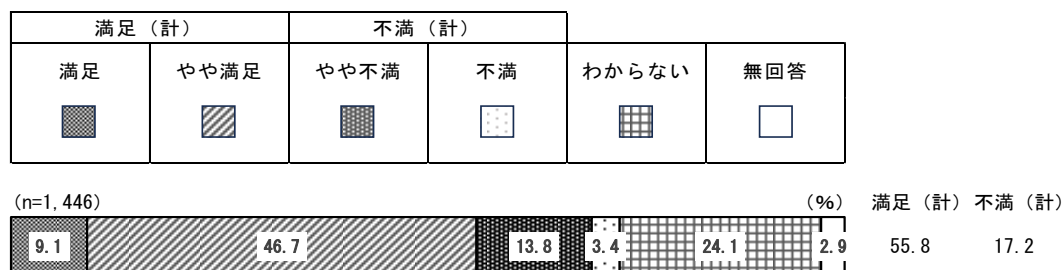 満足（計） 不満（計）
満足 やや満足 やや不満 不満 わからない 無回答
(n=1,446) (%) 満足（計） 不満（計）
9.1 46.7 13.8 3.4 24.1 2.9 55.8 17.2